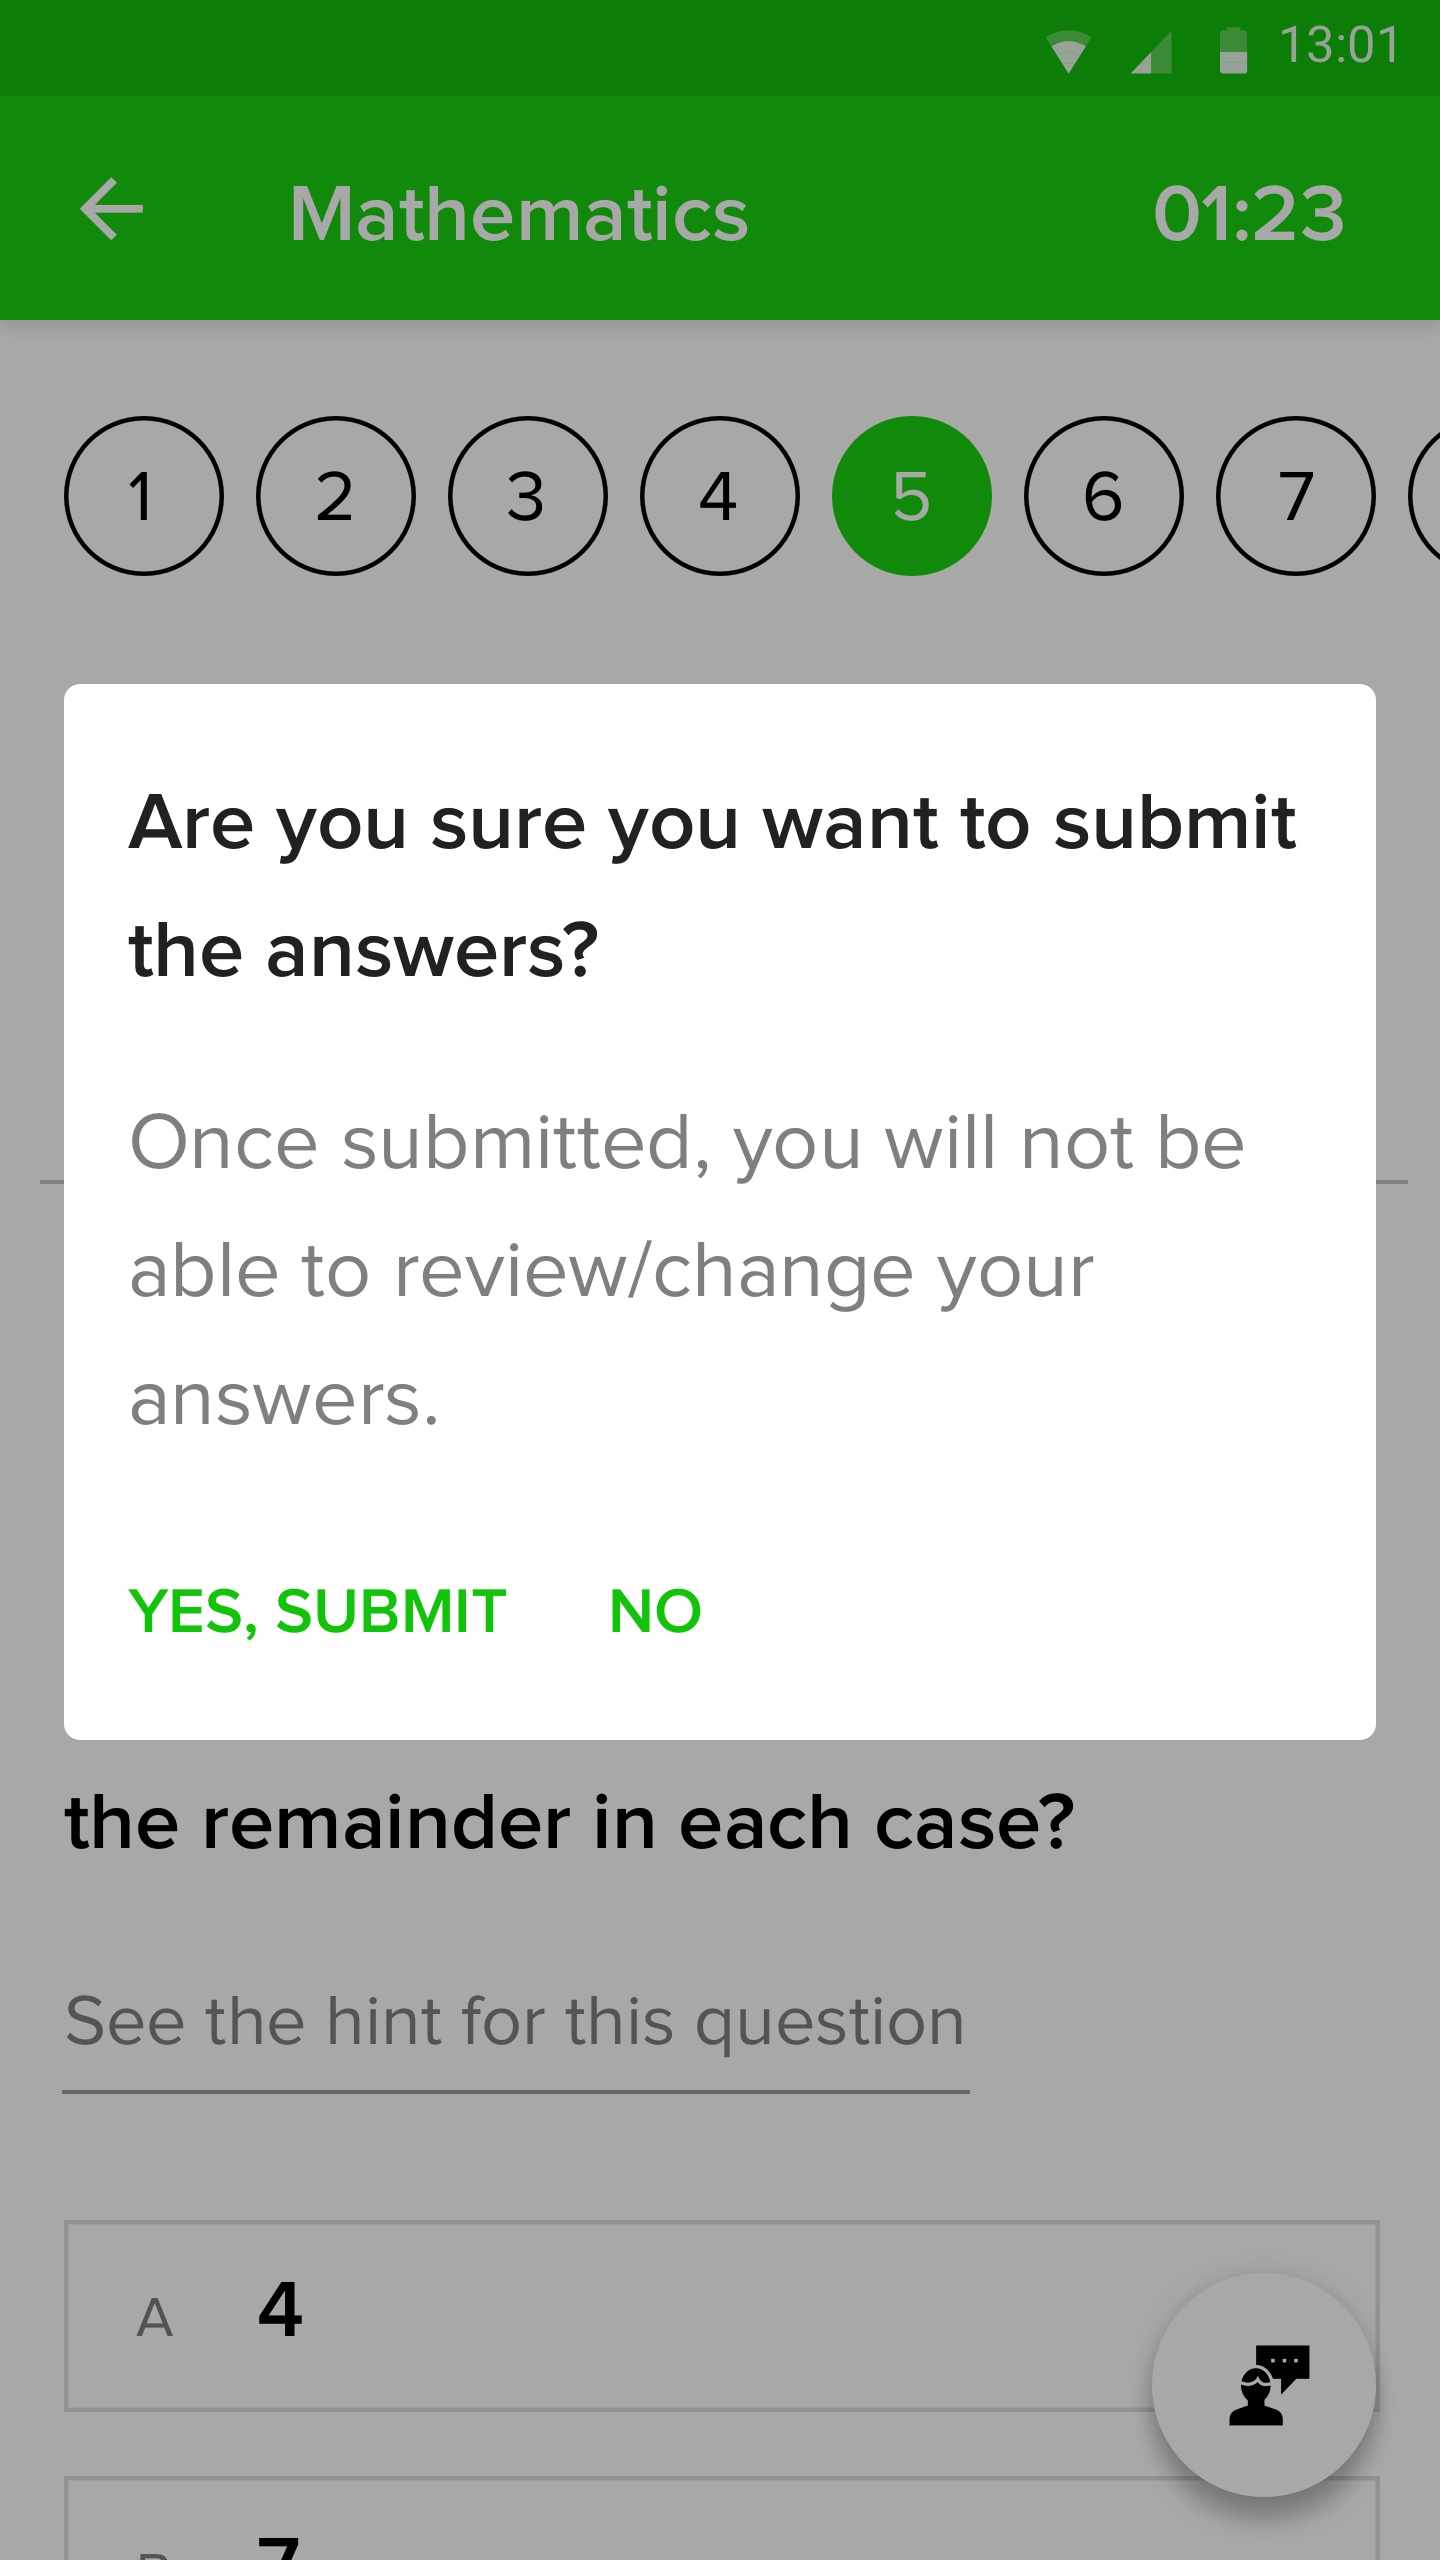 13:01
Mathematics 01:23
1 2 3 4 5 6 7
Are you sure you want to submit
the answers?
Once submitted, you will not be
able to review/change your
answers.
YES, SUBMIT NO
the remainder in each case?
See the hint for this question
A 4
B 7